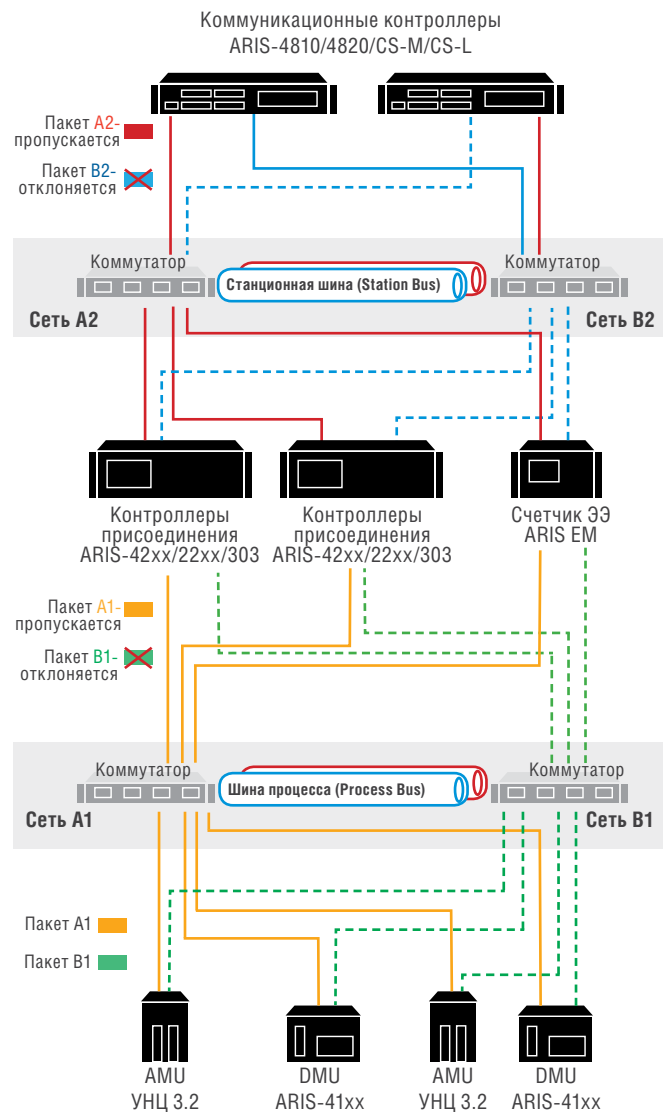 Коммуникационные контроллеры
ARIS-4810/4820/CS-M/CS-L
Пакет A2-
пропускается
Пакет B2-
отклоняется
Коммутатор
Станционная шина (Station Bus)
Коммутатор
Сеть A2
Сеть B2
Контроллеры
присоединения
ARIS-42xx/22xx/303
Контроллеры
присоединения
ARIS-42xx/22xx/303
Счетчик ЭЭ
ARIS EM
Пакет A1-
пропускается
Пакет B1-
отклоняется
Коммутатор
Шина процесса (Process Bus)
Коммутатор
Сеть A1
Сеть B1
Пакет A1
Пакет B1
AMU
УНЦ 3.2
DMU
ARIS-41xx
AMU
УНЦ 3.2
DMU
ARIS-41xx